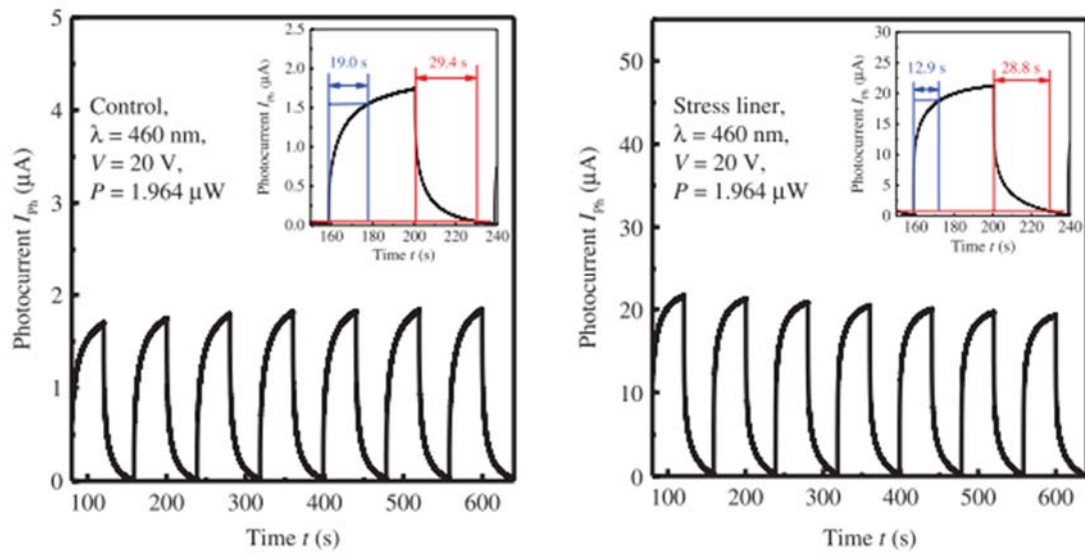 5
4
3
2
1
0
Photocurrent I_Ph (μA)
100 200 300 400 500 600
Time t (s)
Control,
λ = 460 nm,
V = 20 V,
P = 1.964 μW
2.5
2.0
1.5
1.0
0.5
0.0
Photocurrent I_Ph (μA)
19.0 s
29.4 s
160 180 200 220 240
Time t (s)
50
40
30
20
10
0
Photocurrent I_Ph (μA)
100 200 300 400 500 600
Time t (s)
Stress liner,
λ = 460 nm,
V = 20 V,
P = 1.964 μW
30
25
20
15
10
5
0
Photocurrent I_Ph (μA)
12.9 s
28.8 s
160 180 200 220 240
Time t (s)